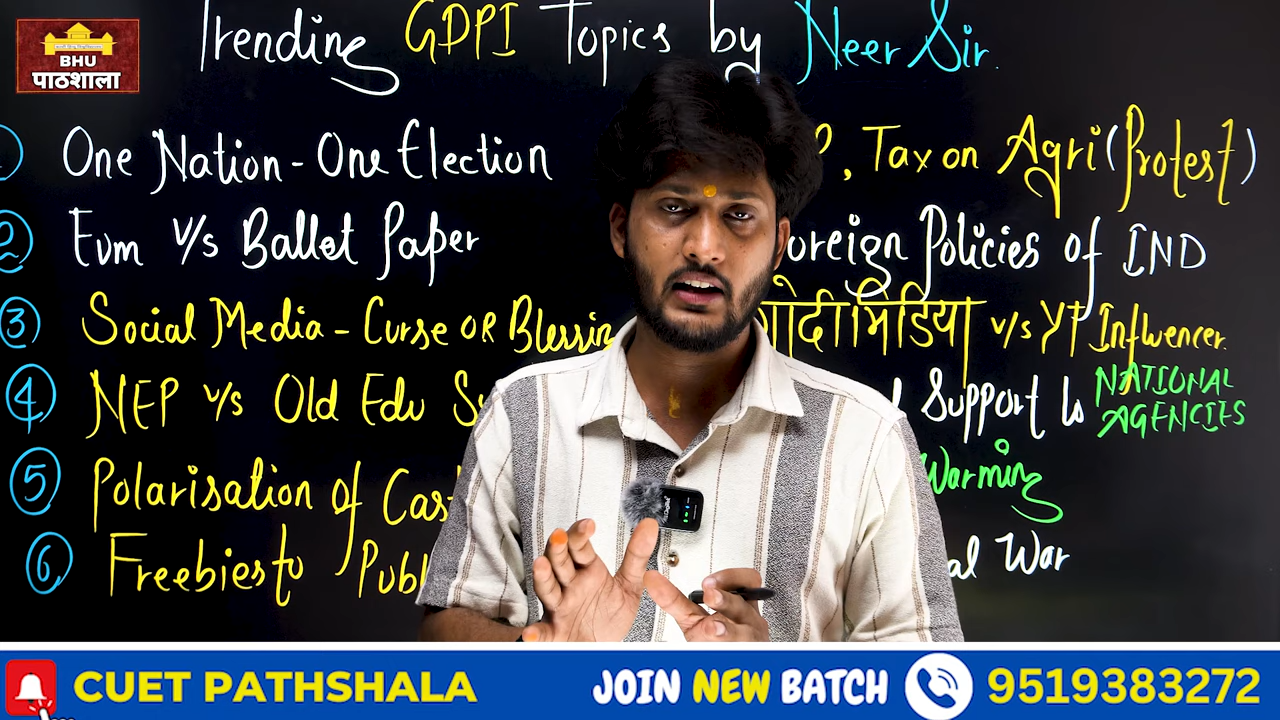 BHU
पाठशाला
Trending GDPI Topics by Neer Sir.
① One Nation - One Election
, Tax on Agri (Protest)
② Evm v/s Ballot Paper
oreign Policies of IND
③ Social Media - Curse OR Blessin
गोदी मिडिया v/s YT Influencer.
④ NEP v/s Old Edu
Support to NATIONAL AGENCIES
⑤ Polarisation of Cas
Warming
⑥ Freebies to Publ
al War
CUET PATHSHALA
JOIN NEW BATCH
9519383272